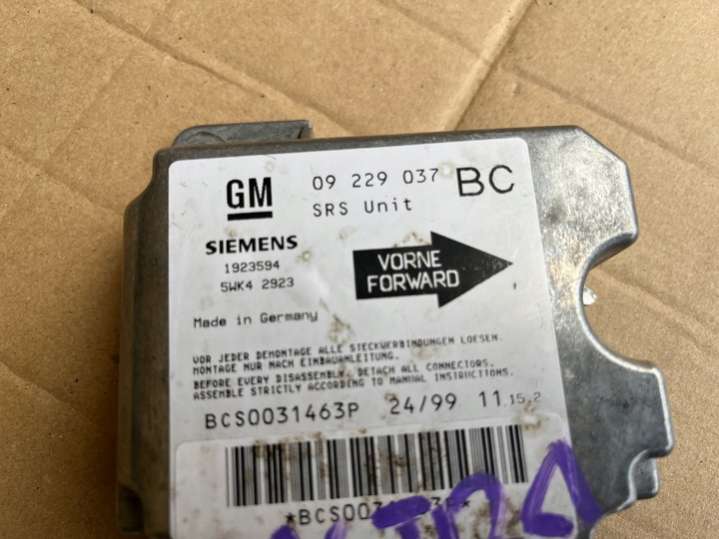 GM 09 229 037 BC
SRS Unit
SIEMENS
1923594
5WK4 2923
VORNE
FORWARD
Made in Germany
VOR JEDER DEMONTAGE ALLE STECKVERBINDUNGEN LOESEN.
MONTAGE NUR NACH EINBAUANLEITUNG.
BEFORE EVERY DISASSEMBLY, DETACH ALL CONNECTORS.
ASSEMBLE STRICTLY ACCORDING TO MANUAL INSTRUCTIONS.
BCS0031463P 24/99 11.15.2